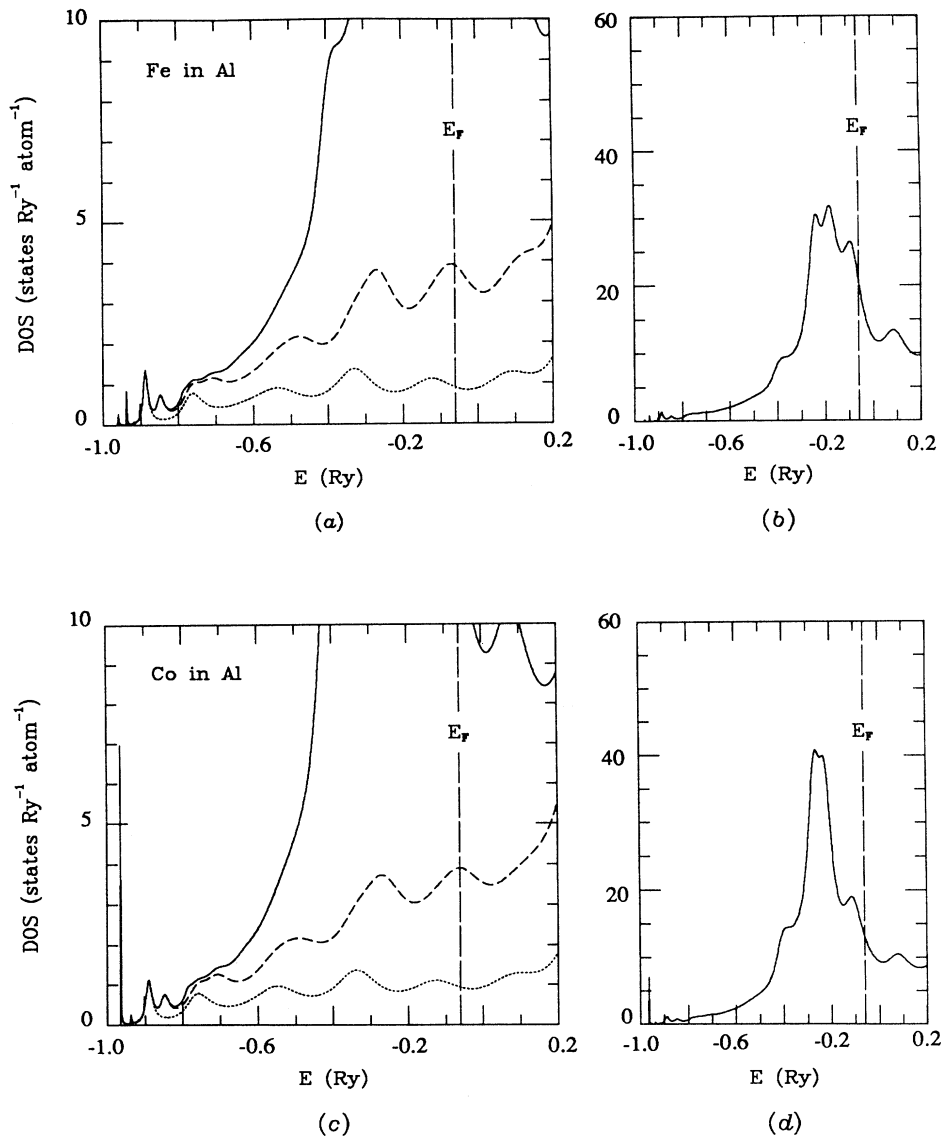 DOS (states Ry⁻¹ atom⁻¹)
10
5
0
Fe in Al
E_F
-1.0 -0.6 -0.2 0.2
E (Ry)
(a)
60
40
20
0
E_F
-1.0 -0.6 -0.2 0.2
E (Ry)
(b)
DOS (states Ry⁻¹ atom⁻¹)
10
5
0
Co in Al
E_F
-1.0 -0.6 -0.2 0.2
E (Ry)
(c)
60
40
20
0
E_F
-1.0 -0.6 -0.2 0.2
E (Ry)
(d)